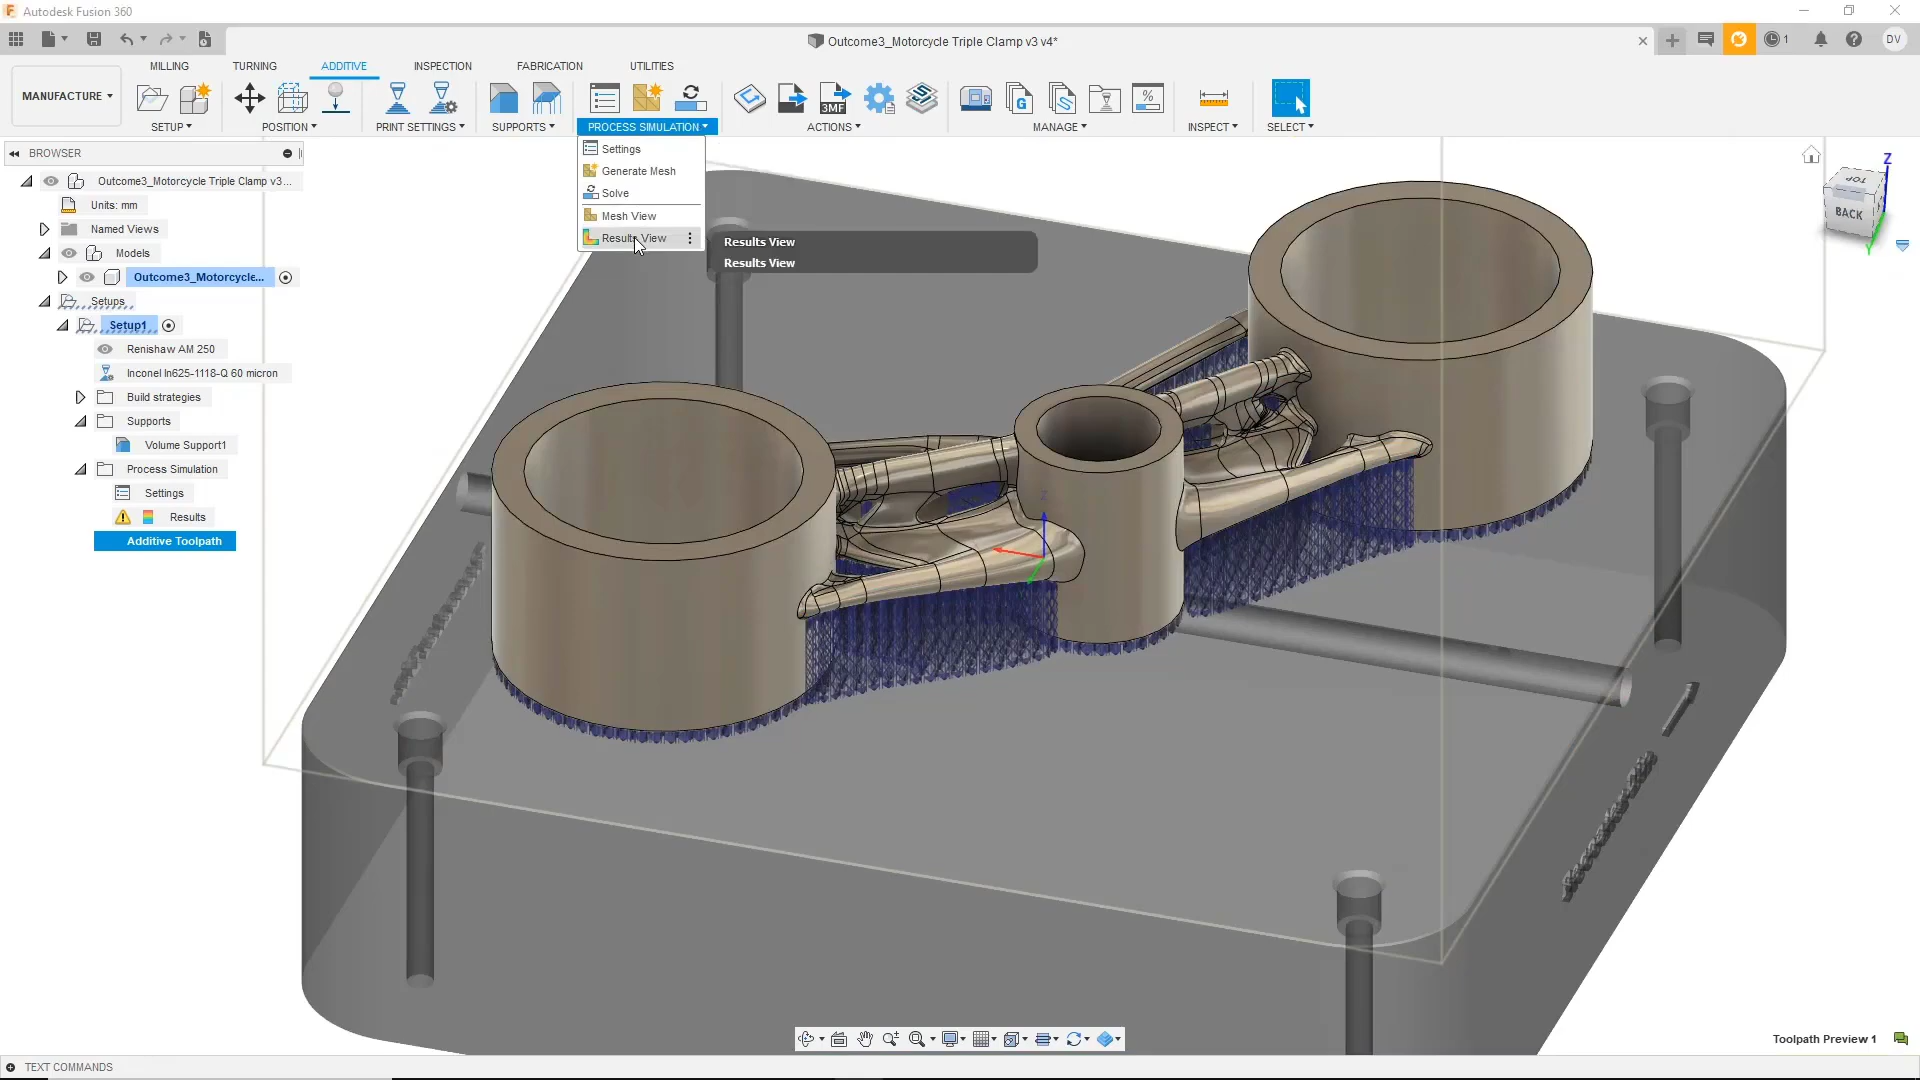 Autodesk Fusion 360
Outcome3_Motorcycle Triple Clamp v3 v4*
1
DV
MILLING
TURNING
ADDITIVE
INSPECTION
FABRICATION
UTILITIES
MANUFACTURE
SETUP
POSITION
PRINT SETTINGS
SUPPORTS
PROCESS SIMULATION
ACTIONS
MANAGE
INSPECT
SELECT
3MF
G
S
%
Settings
Generate Mesh
Solve
Mesh View
Results View
Results View
Results View
BROWSER
Outcome3_Motorcycle Triple Clamp v3...
Units: mm
Named Views
Models
Outcome3_Motorcycle...
Setups
Setup1
Renishaw AM 250
Inconel In625-1118-Q 60 micron
Build strategies
Supports
Volume Support1
Process Simulation
Settings
Results
Additive Toolpath
Z
TOP
BACK
Y
Z
Toolpath Preview 1
TEXT COMMANDS